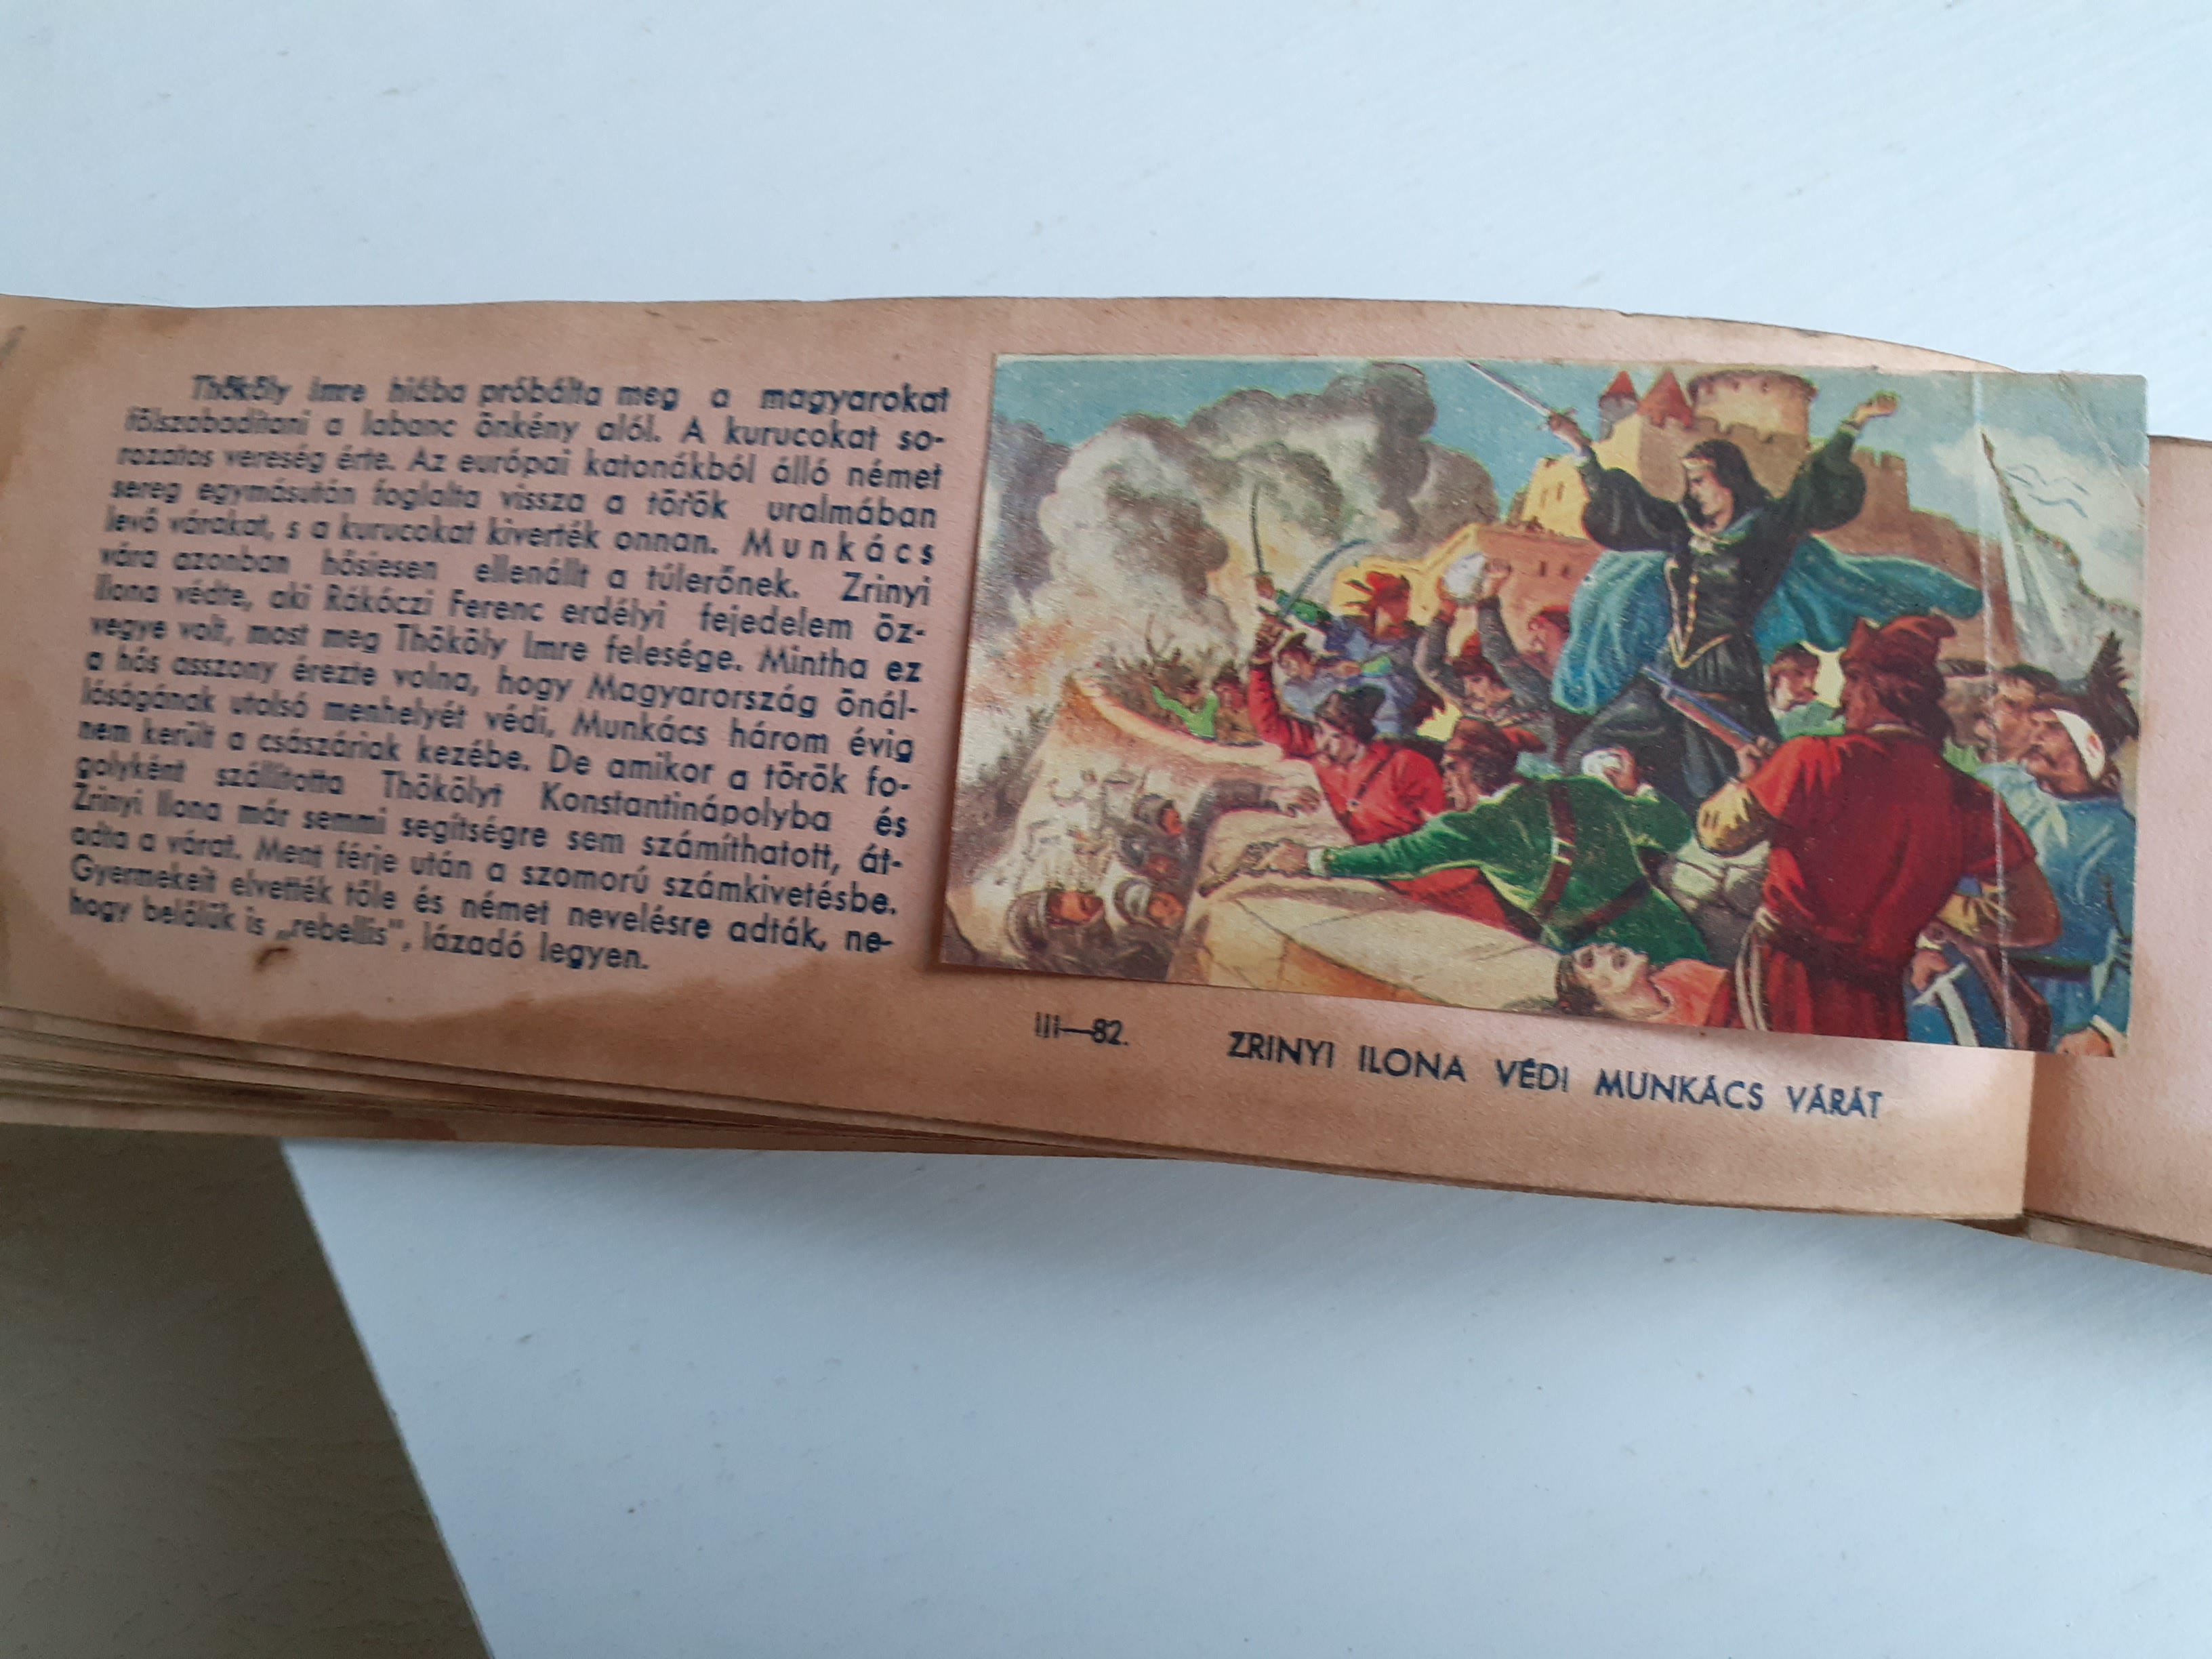 Thököly Imre hiába próbálta meg a magyarokat
fölszabadítani a labanc önkény alól. A kurucokat so-
rozatos vereség érte. Az európai katonákból álló német
sereg egymásután foglalta vissza a török uralmában
levő várakat, s a kurucokat kiverték onnan. Munkács
vára azonban hősiesen ellenállt a túlerőnek. Zrinyi
Ilona védte, aki Rákóczi Ferenc erdélyi fejedelem öz-
vegye volt, most meg Thököly Imre felesége. Mintha ez
a hős asszony érezte volna, hogy Magyarország önál-
lóságának utolsó menhelyét védi, Munkács három évig
nem került a császáriak kezébe. De amikor a török fo-
golyként szállította Thökölyt Konstantinápolyba és
Zrinyi Ilona már semmi segítségre sem számíthatott, át-
adta a várat. Ment férje után a szomorú számkivetésbe.
Gyermekeit elvették tőle és német nevelésre adták, ne-
hogy belőlük is „rebellis", lázadó legyen.
III—82. ZRINYI ILONA VÉDI MUNKÁCS VÁRÁT